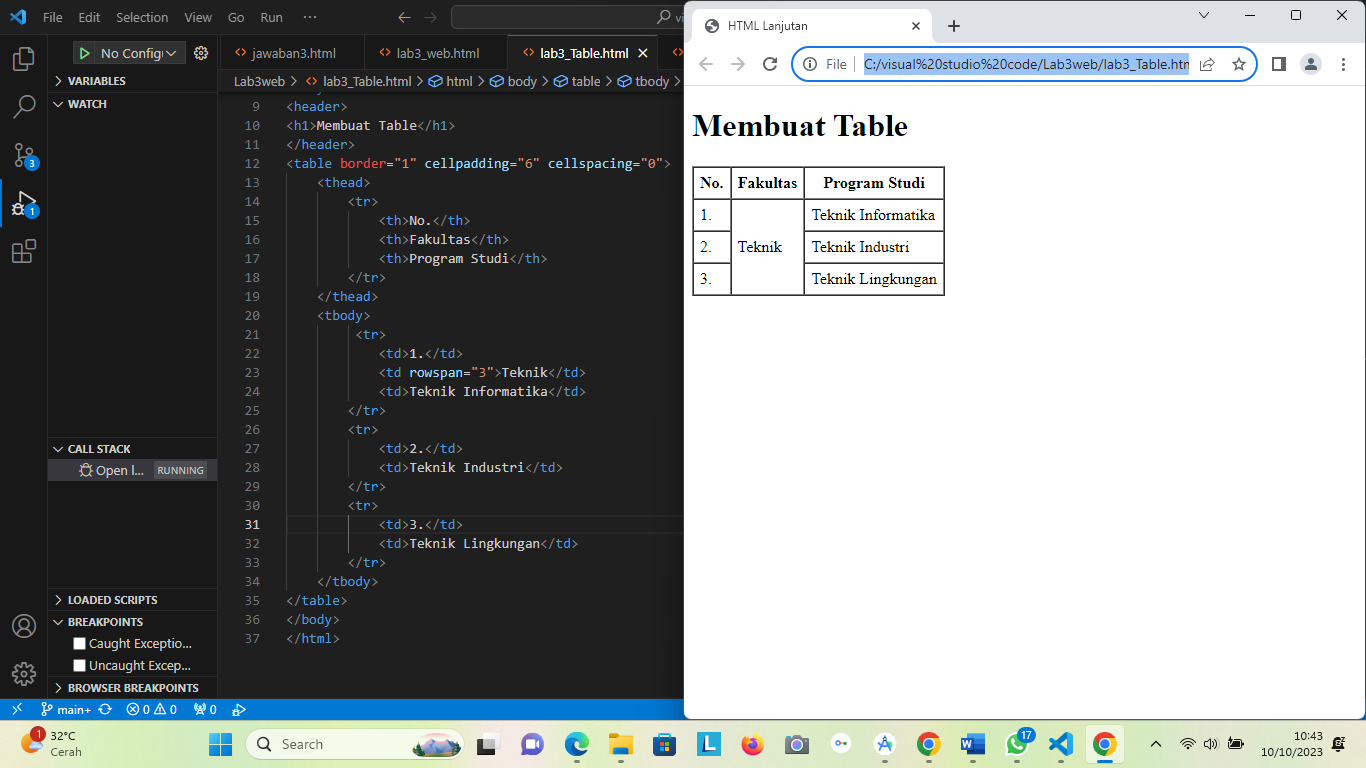 File Edit Selection View Go Run ···
No Config
jawaban3.html lab3_web.html lab3_Table.html
VARIABLES
Lab3web > lab3_Table.html > html > body > table > tbody >
WATCH
9 <header>
10 <h1>Membuat Table</h1>
11 </header>
12 <table border="1" cellpadding="6" cellspacing="0">
13 <thead>
14 <tr>
15 <th>No.</th>
16 <th>Fakultas</th>
17 <th>Program Studi</th>
18 </tr>
19 </thead>
20 <tbody>
21 <tr>
22 <td>1.</td>
23 <td rowspan="3">Teknik</td>
24 <td>Teknik Informatika</td>
25 </tr>
26 <tr>
27 <td>2.</td>
28 <td>Teknik Industri</td>
29 </tr>
30 <tr>
31 <td>3.</td>
32 <td>Teknik Lingkungan</td>
33 </tr>
34 </tbody>
35 </table>
36 </body>
37 </html>
3
1
CALL STACK
Open l... RUNNING
LOADED SCRIPTS
BREAKPOINTS
Caught Exceptio...
Uncaught Excep...
BROWSER BREAKPOINTS
main+ 0 0 0
HTML Lanjutan
File C:/visual%20studio%20code/Lab3web/lab3_Table.htm
Membuat Table
No. Fakultas Program Studi
1. Teknik Teknik Informatika
2. Teknik Industri
3. Teknik Lingkungan
1 32°C
Cerah
Search
17
10:43
10/10/2023